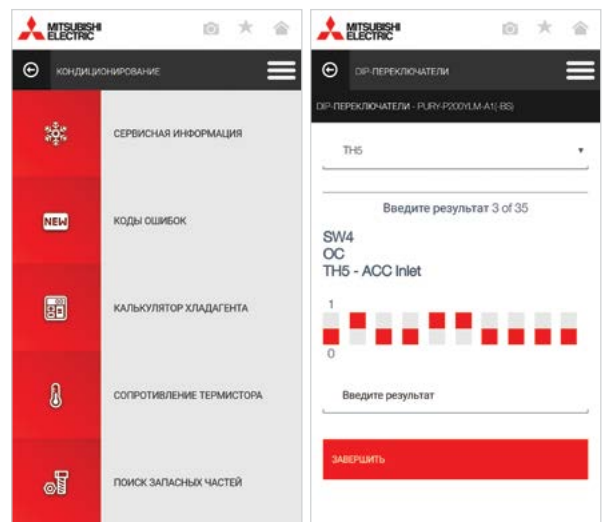 MITSUBISHI
ELECTRIC
КОНДИЦИОНИРОВАНИЕ
СЕРВИСНАЯ ИНФОРМАЦИЯ
NEW
КОДЫ ОШИБОК
КАЛЬКУЛЯТОР ХЛАДАГЕНТА
СОПРОТИВЛЕНИЕ ТЕРМИСТОРА
ПОИСК ЗАПАСНЫХ ЧАСТЕЙ
MITSUBISHI
ELECTRIC
DIP-ПЕРЕКЛЮЧАТЕЛИ
DIP-ПЕРЕКЛЮЧАТЕЛИ - PURY-P200YLM-A1(-BS)
TH5
Введите результат 3 of 35
SW4
OC
TH5 - ACC Inlet
1
0
Введите результат
ЗАВЕРШИТЬ